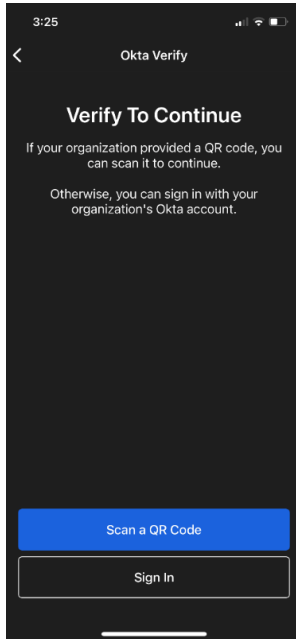 3:25
Okta Verify
Verify To Continue
If your organization provided a QR code, you
can scan it to continue.
Otherwise, you can sign in with your
organization's Okta account.
Scan a QR Code
Sign In